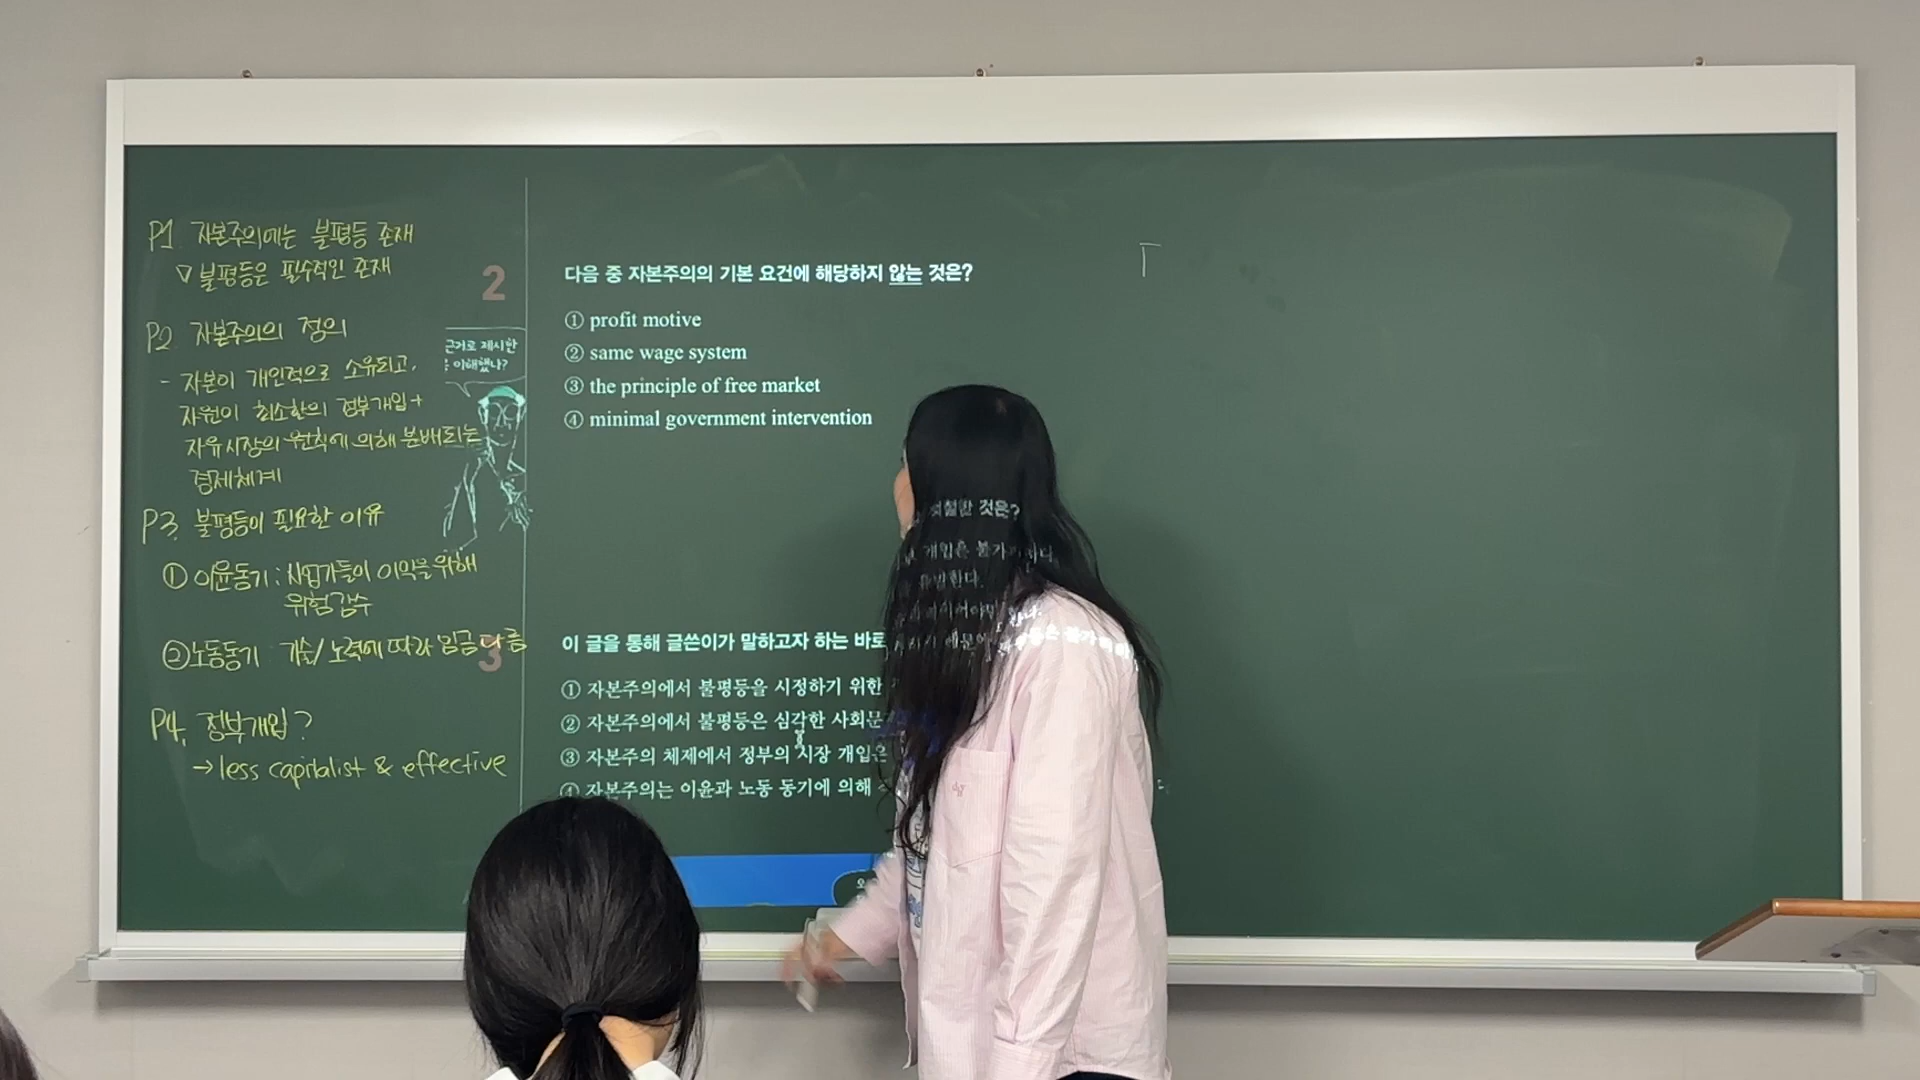 P1. 자본주의에는 불평등 존재
▽ 불평등은 필수적인 존재
P2. 자본주의의 정의
- 자본이 개인적으로 소유되고,
자원이 최소한의 정부개입+
자유시장의 원칙에 의해 분배되는
경제체계
P3. 불평등이 필요한 이유
① 이윤동기 : 사업가들이 이익을 위해
위험감수
②노동동기 기술/노력에 따라 임금 다름
P4. 정부개입?
→ less capitalist & effective
근거로 제시한
이해했나?
2
다음 중 자본주의의 기본 요건에 해당하지 않는 것은?
① profit motive
② same wage system
③ the principle of free market
④ minimal government intervention
것은?
개입은
3
이 글을 통해 글쓴이가 말하고자 하는 바로
① 자본주의에서 불평등을 시정하기 위한
② 자본주의에서 불평등은 심각한
③ 자본주의 체제에서 정부의 시장 개입은
④ 자본주의는 이윤과 노동 동기에 의해